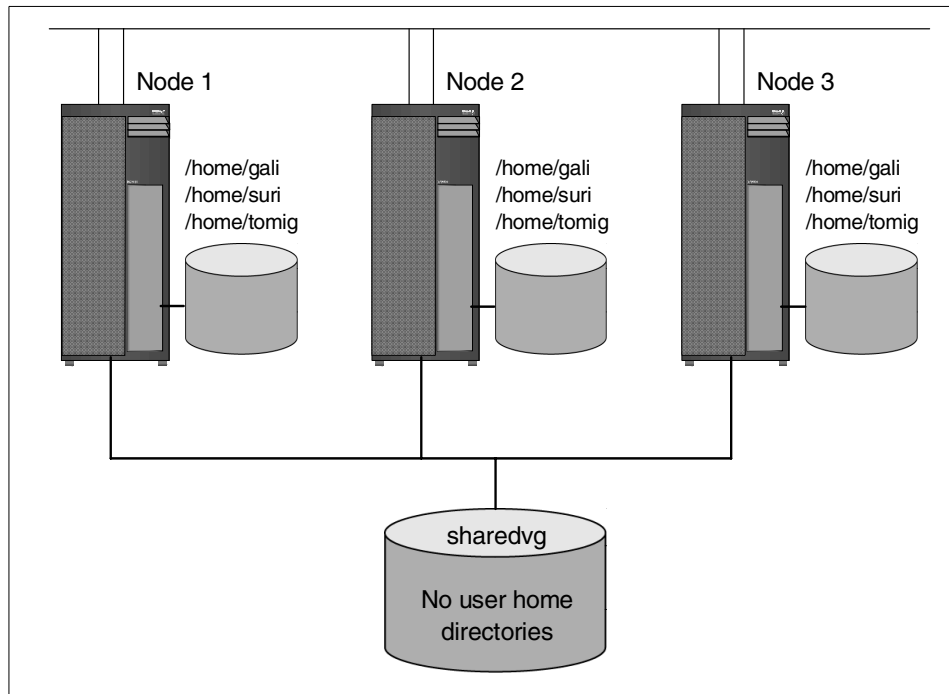 Node 1
Node 2
Node 3
/home/gali
/home/suri
/home/tomig
/home/gali
/home/suri
/home/tomig
/home/gali
/home/suri
/home/tomig
sharedvg
No user home
directories